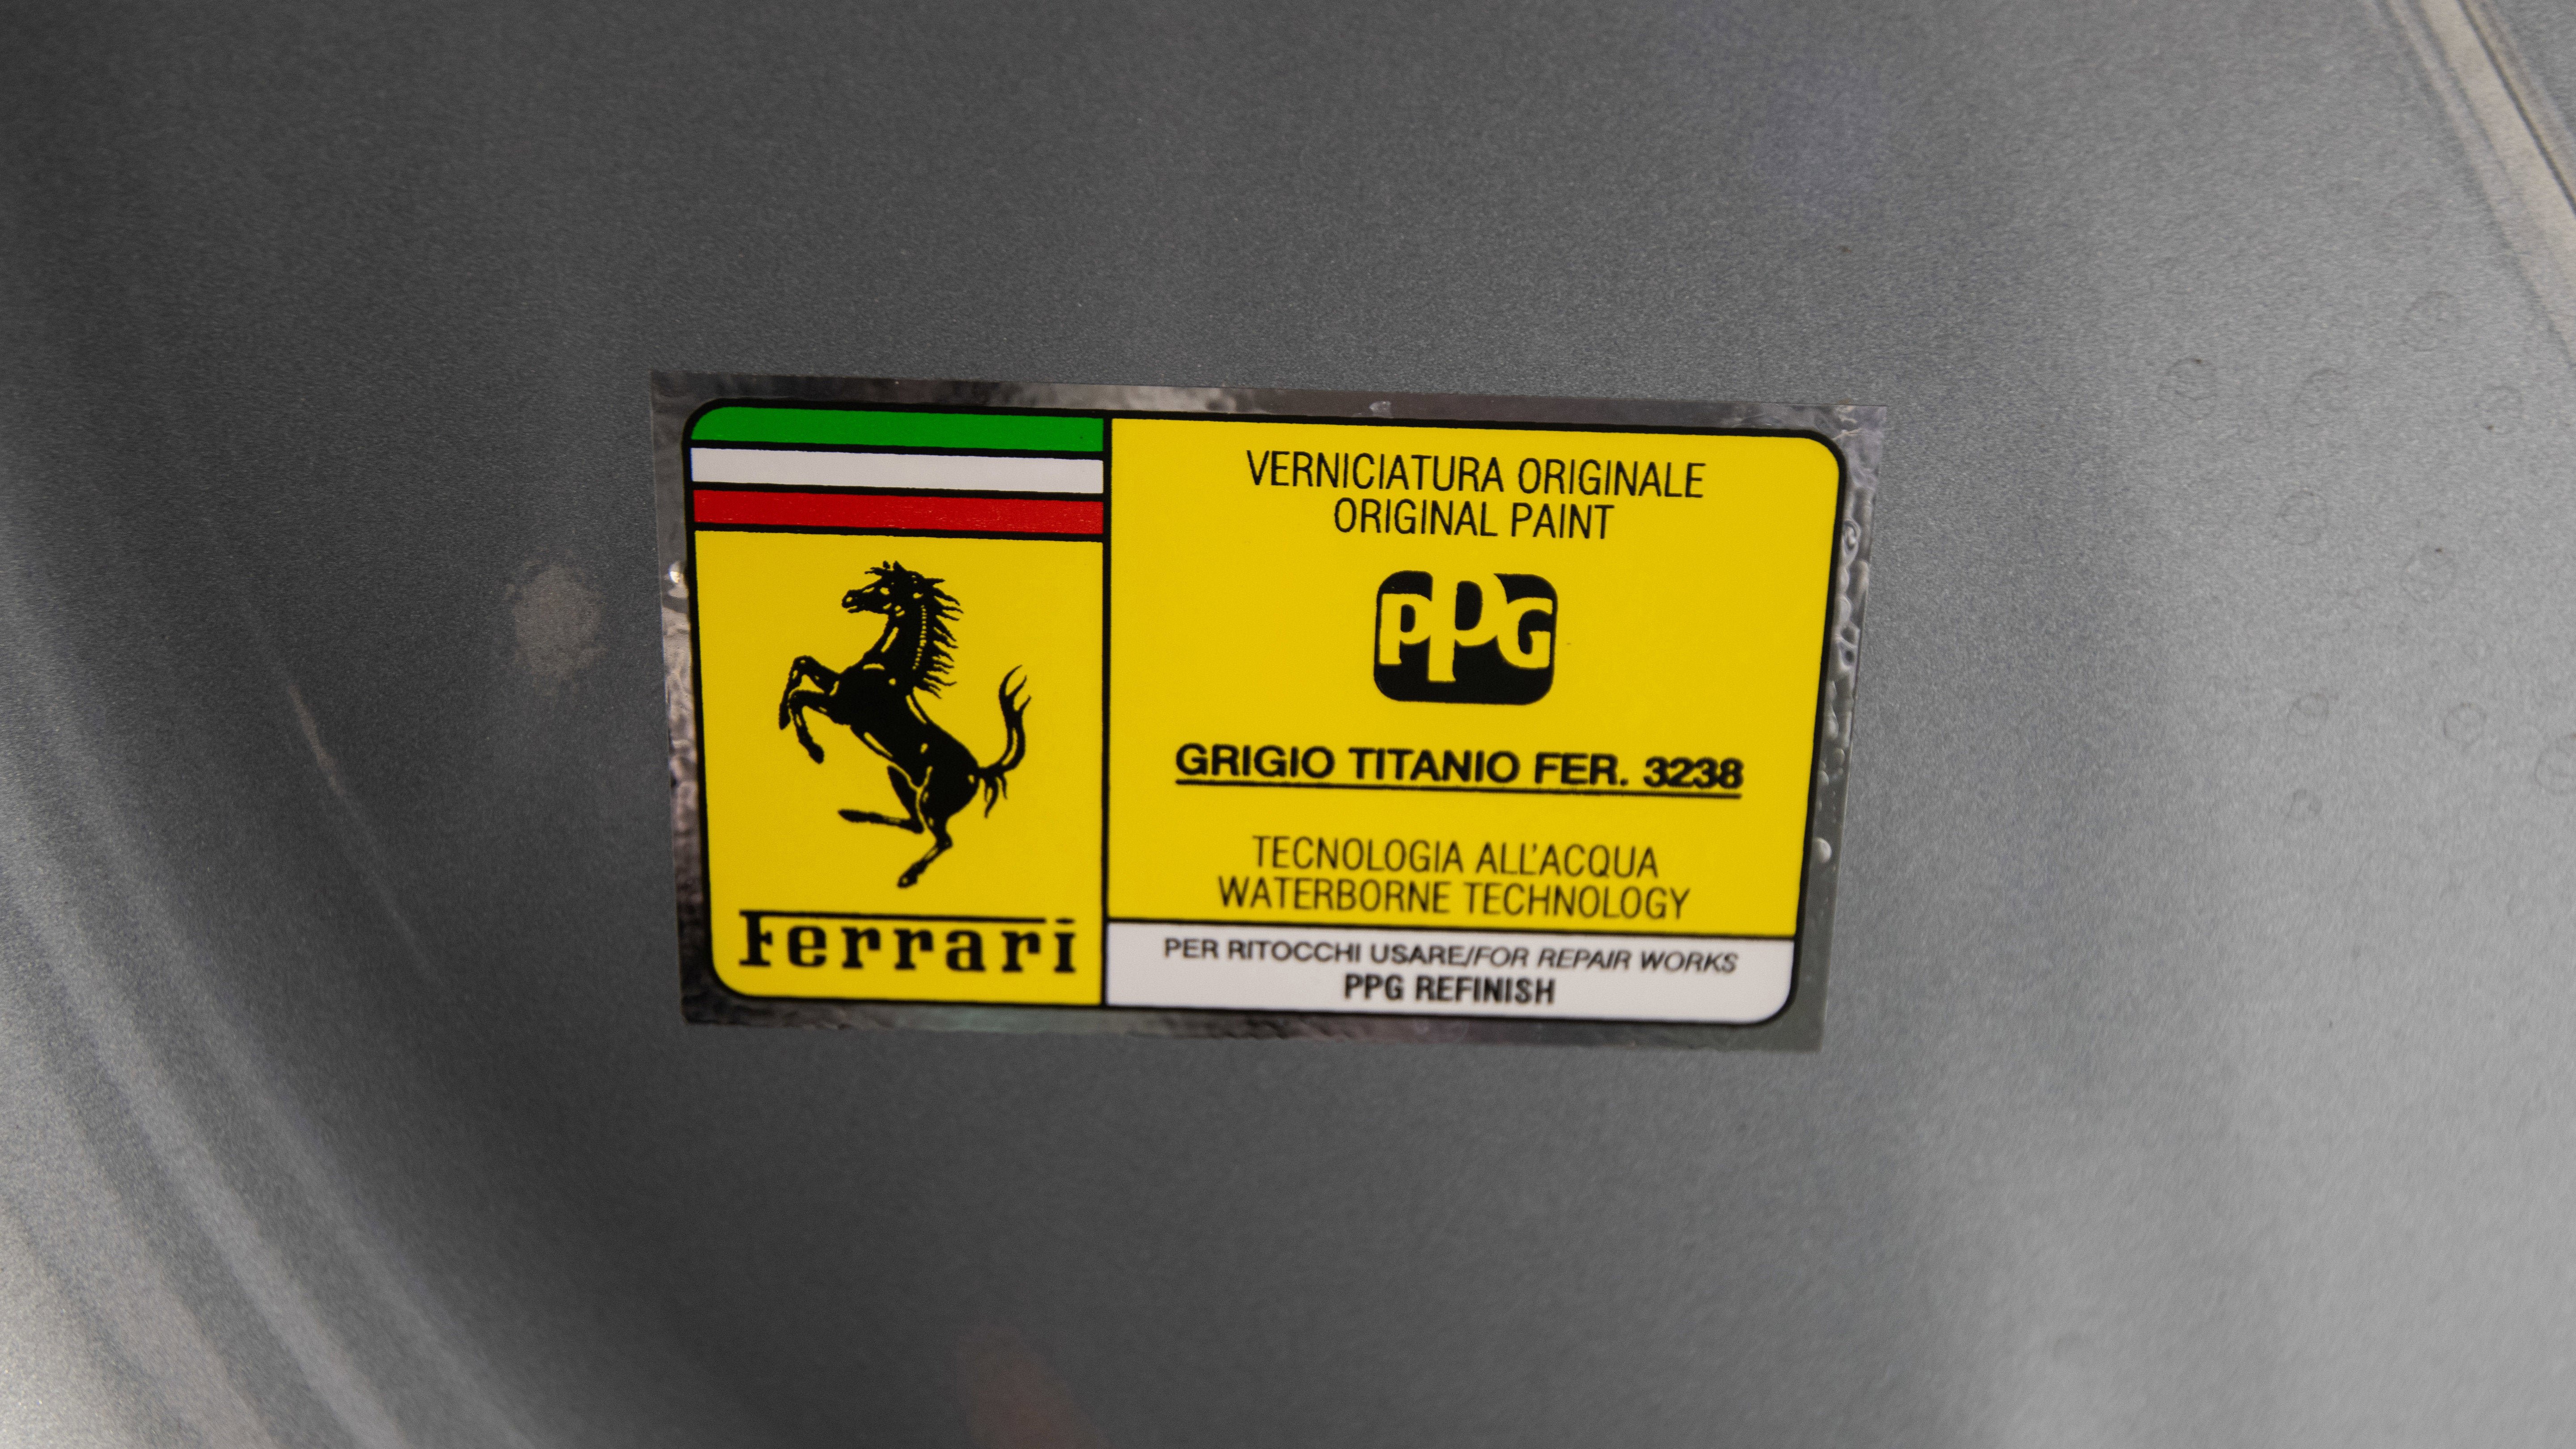 VERNICIATURA ORIGINALE
ORIGINAL PAINT
PPG
GRIGIO TITANIO FER. 3238
TECNOLOGIA ALL'ACQUA
WATERBORNE TECHNOLOGY
Ferrari
PER RITOCCHI USARE/FOR REPAIR WORKS
PPG REFINISH